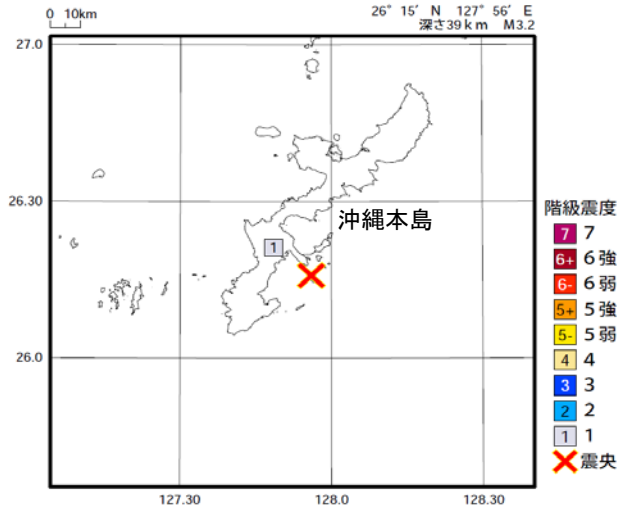 0 10km
26° 15′ N 127° 56′ E
深さ39km M3.2
27.0
26.30
沖縄本島
1
26.0
127.30
128.0
128.30
階級震度
7 7
6+ 6強
6- 6弱
5+ 5強
5- 5弱
4 4
3 3
2 2
1 1
震央